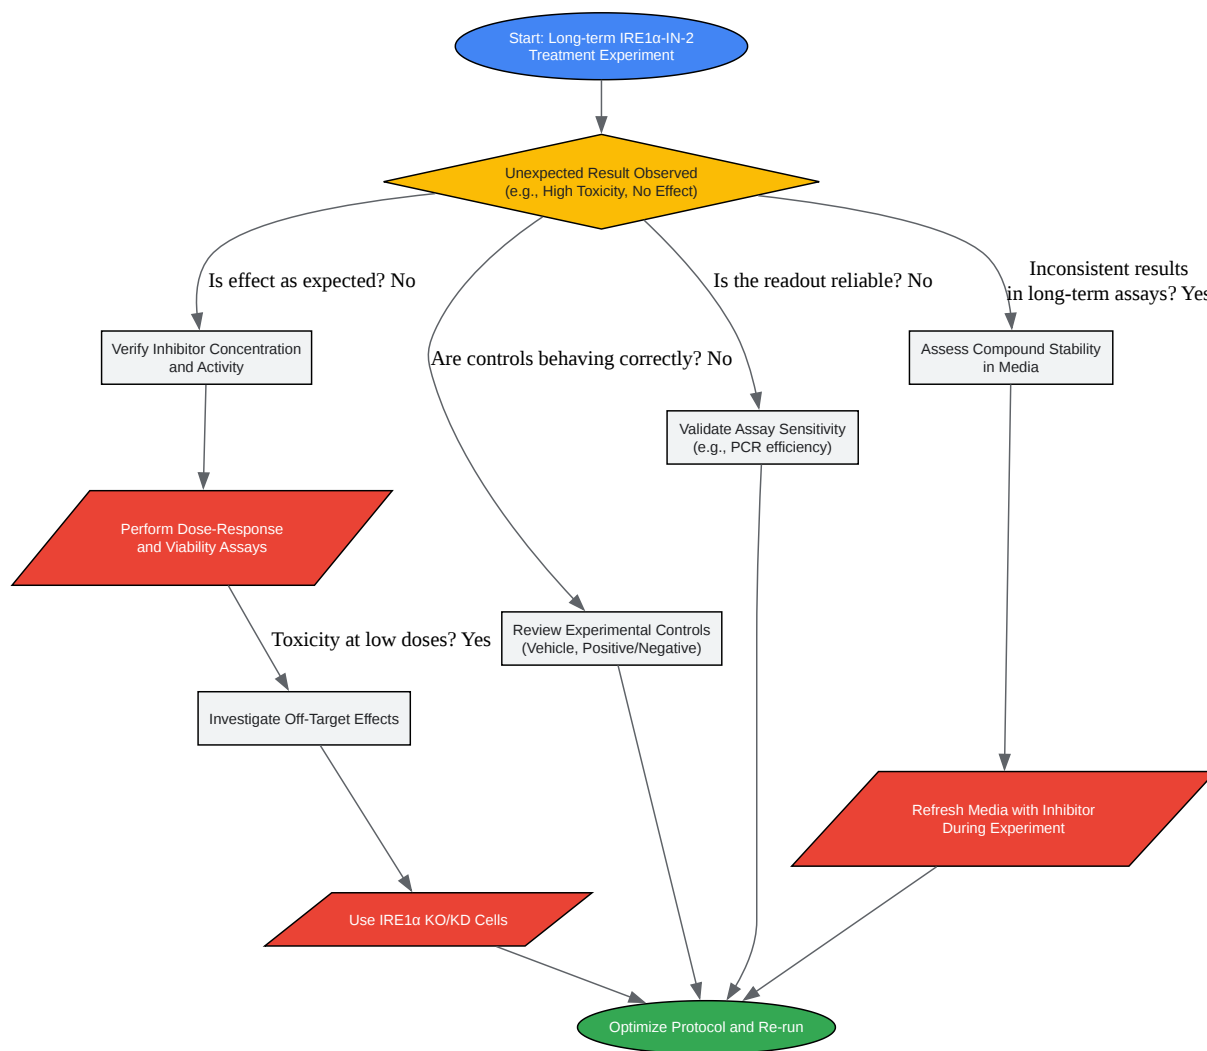 Start: Long-term IRE1α-IN-2
Treatment Experiment
Unexpected Result Observed
(e.g., High Toxicity, No Effect)
Is effect as expected? No
Are controls behaving correctly? No
Is the readout reliable? No
Inconsistent results
in long-term assays? Yes
Verify Inhibitor Concentration
and Activity
Assess Compound Stability
in Media
Validate Assay Sensitivity
(e.g., PCR efficiency)
Perform Dose-Response
and Viability Assays
Toxicity at low doses? Yes
Review Experimental Controls
(Vehicle, Positive/Negative)
Investigate Off-Target Effects
Refresh Media with Inhibitor
During Experiment
Use IRE1α KO/KD Cells
Optimize Protocol and Re-run